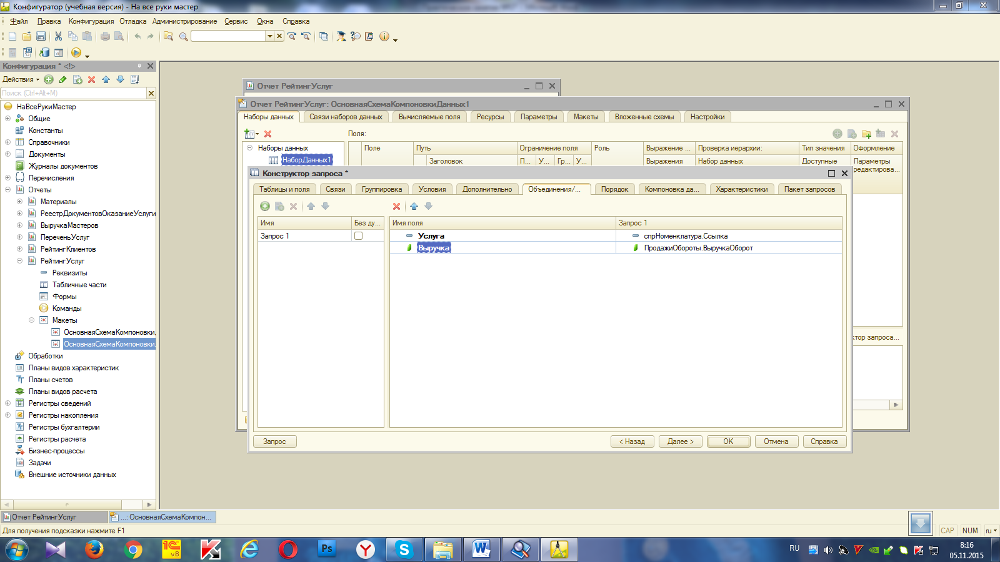 Конфигуратор (учебная версия) - На все руки мастер
Файл Правка Конфигурация Отладка Администрирование Сервис Окна Справка
Конфигурация * <!>
Действия
Поиск (Ctrl+Alt+M)
НаВсеРукиМастер
Общие
Константы
Справочники
Документы
Журналы документов
Перечисления
Отчеты
Материалы
РеестрДокументовОказаниеУслуги
ВыручкаМастеров
ПереченьУслуг
РейтингКлиентов
РейтингУслуг
Реквизиты
Табличные части
Формы
Команды
Макеты
ОсновнаяСхемаКомпоновки
ОсновнаяСхемаКомпоновки
Обработки
Планы видов характеристик
Планы счетов
Планы видов расчета
Регистры сведений
Регистры накопления
Регистры бухгалтерии
Регистры расчета
Бизнес-процессы
Задачи
Внешние источники данных
Отчет РейтингУслуг
Отчет РейтингУслуг: ОсновнаяСхемаКомпоновкиДанных1
Наборы данных Связи наборов данных Вычисляемые поля Ресурсы Параметры Макеты Вложенные схемы Настройки
Поля:
Наборы данных
НаборДанных1
Поле Путь Ограничение поля Роль Выражение ... Проверка иерархии: Тип значения Оформление
Заголовок П... У... Гр... У... Выражения Набор данных Доступные Параметры
редактирова...
тор запроса...
Конструктор запроса *
Таблицы и поля Связи Группировка Условия Дополнительно Объединения/... Порядок Компоновка да... Характеристики Пакет запросов
Имя Без ду... Имя поля Запрос 1
Запрос 1 Услуга спрНоменклатура.Ссылка
Выручка ПродажиОбороты.ВыручкаОборот
Запрос < Назад Далее > OK Отмена Справка
Отчет РейтингУслуг ...: ОсновнаяСхемаКомпон...
Для получения подсказки нажмите F1
CAP NUM ru
1С v8
Ps
RU
8:16
05.11.2015